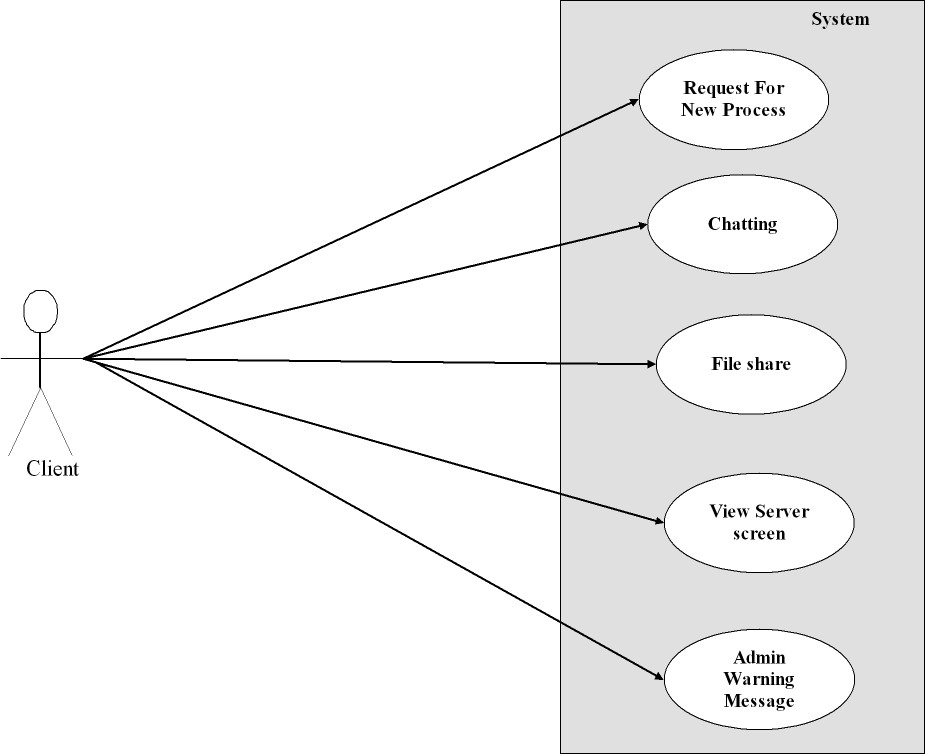 System
Request For
New Process
Chatting
File share
Client
View Server
screen
Admin
Warning
Message